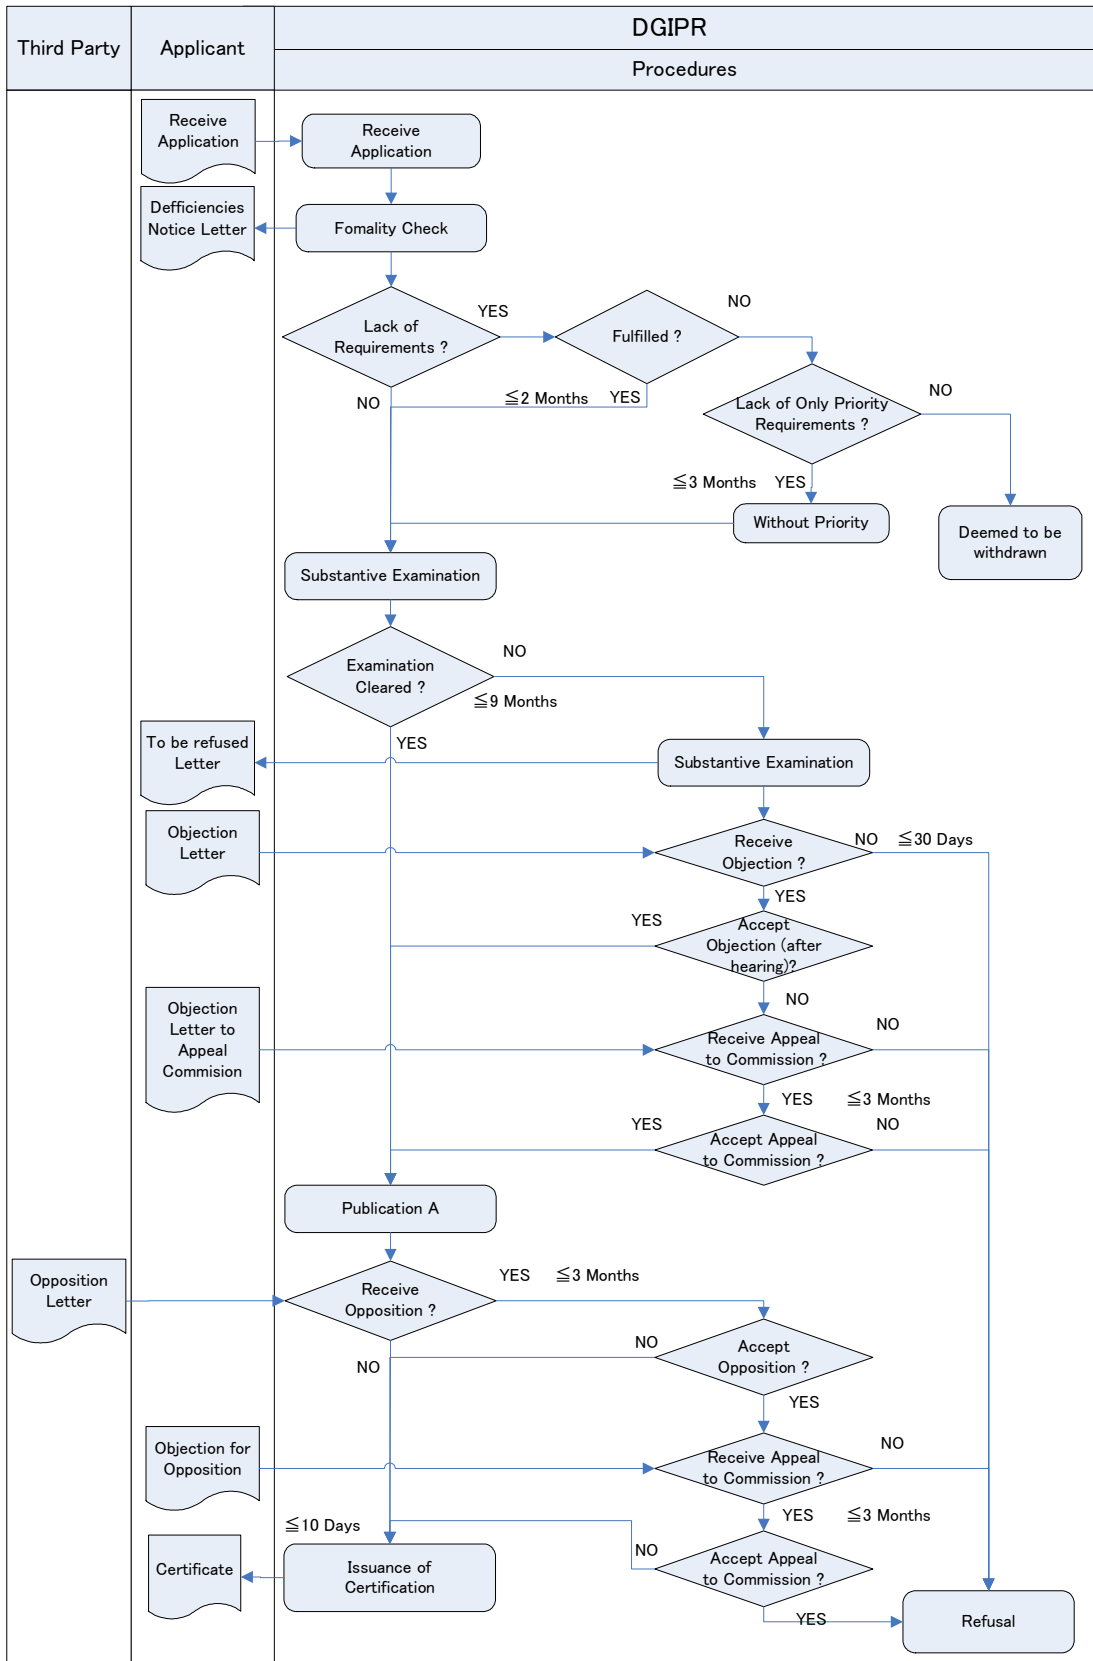 Third Party
Applicant
DGIPR
Procedures
Receive
Application
Receive
Application
Defficiencies
Notice Letter
Fomality Check
Lack of
Requirements ?
YES
Fulfilled ?
NO
NO
≦2 Months
YES
Lack of Only Priority
Requirements ?
NO
≦3 Months
YES
Without Priority
Deemed to be
withdrawn
Substantive Examination
Examination
Cleared ?
NO
≦9 Months
YES
To be refused
Letter
Substantive Examination
Objection
Letter
Receive
Objection ?
NO
≦30 Days
YES
YES
Accept
Objection (after
hearing)?
NO
Objection
Letter to
Appeal
Commision
Receive Appeal
to Commission ?
NO
YES
≦3 Months
YES
Accept Appeal
to Commission ?
NO
Publication A
Opposition
Letter
Receive
Opposition ?
YES
≦3 Months
NO
NO
Accept
Opposition ?
YES
Objection for
Opposition
Receive Appeal
to Commission ?
NO
YES
≦3 Months
≦10 Days
Certificate
Issuance of
Certification
NO
Accept Appeal
to Commission ?
YES
Refusal